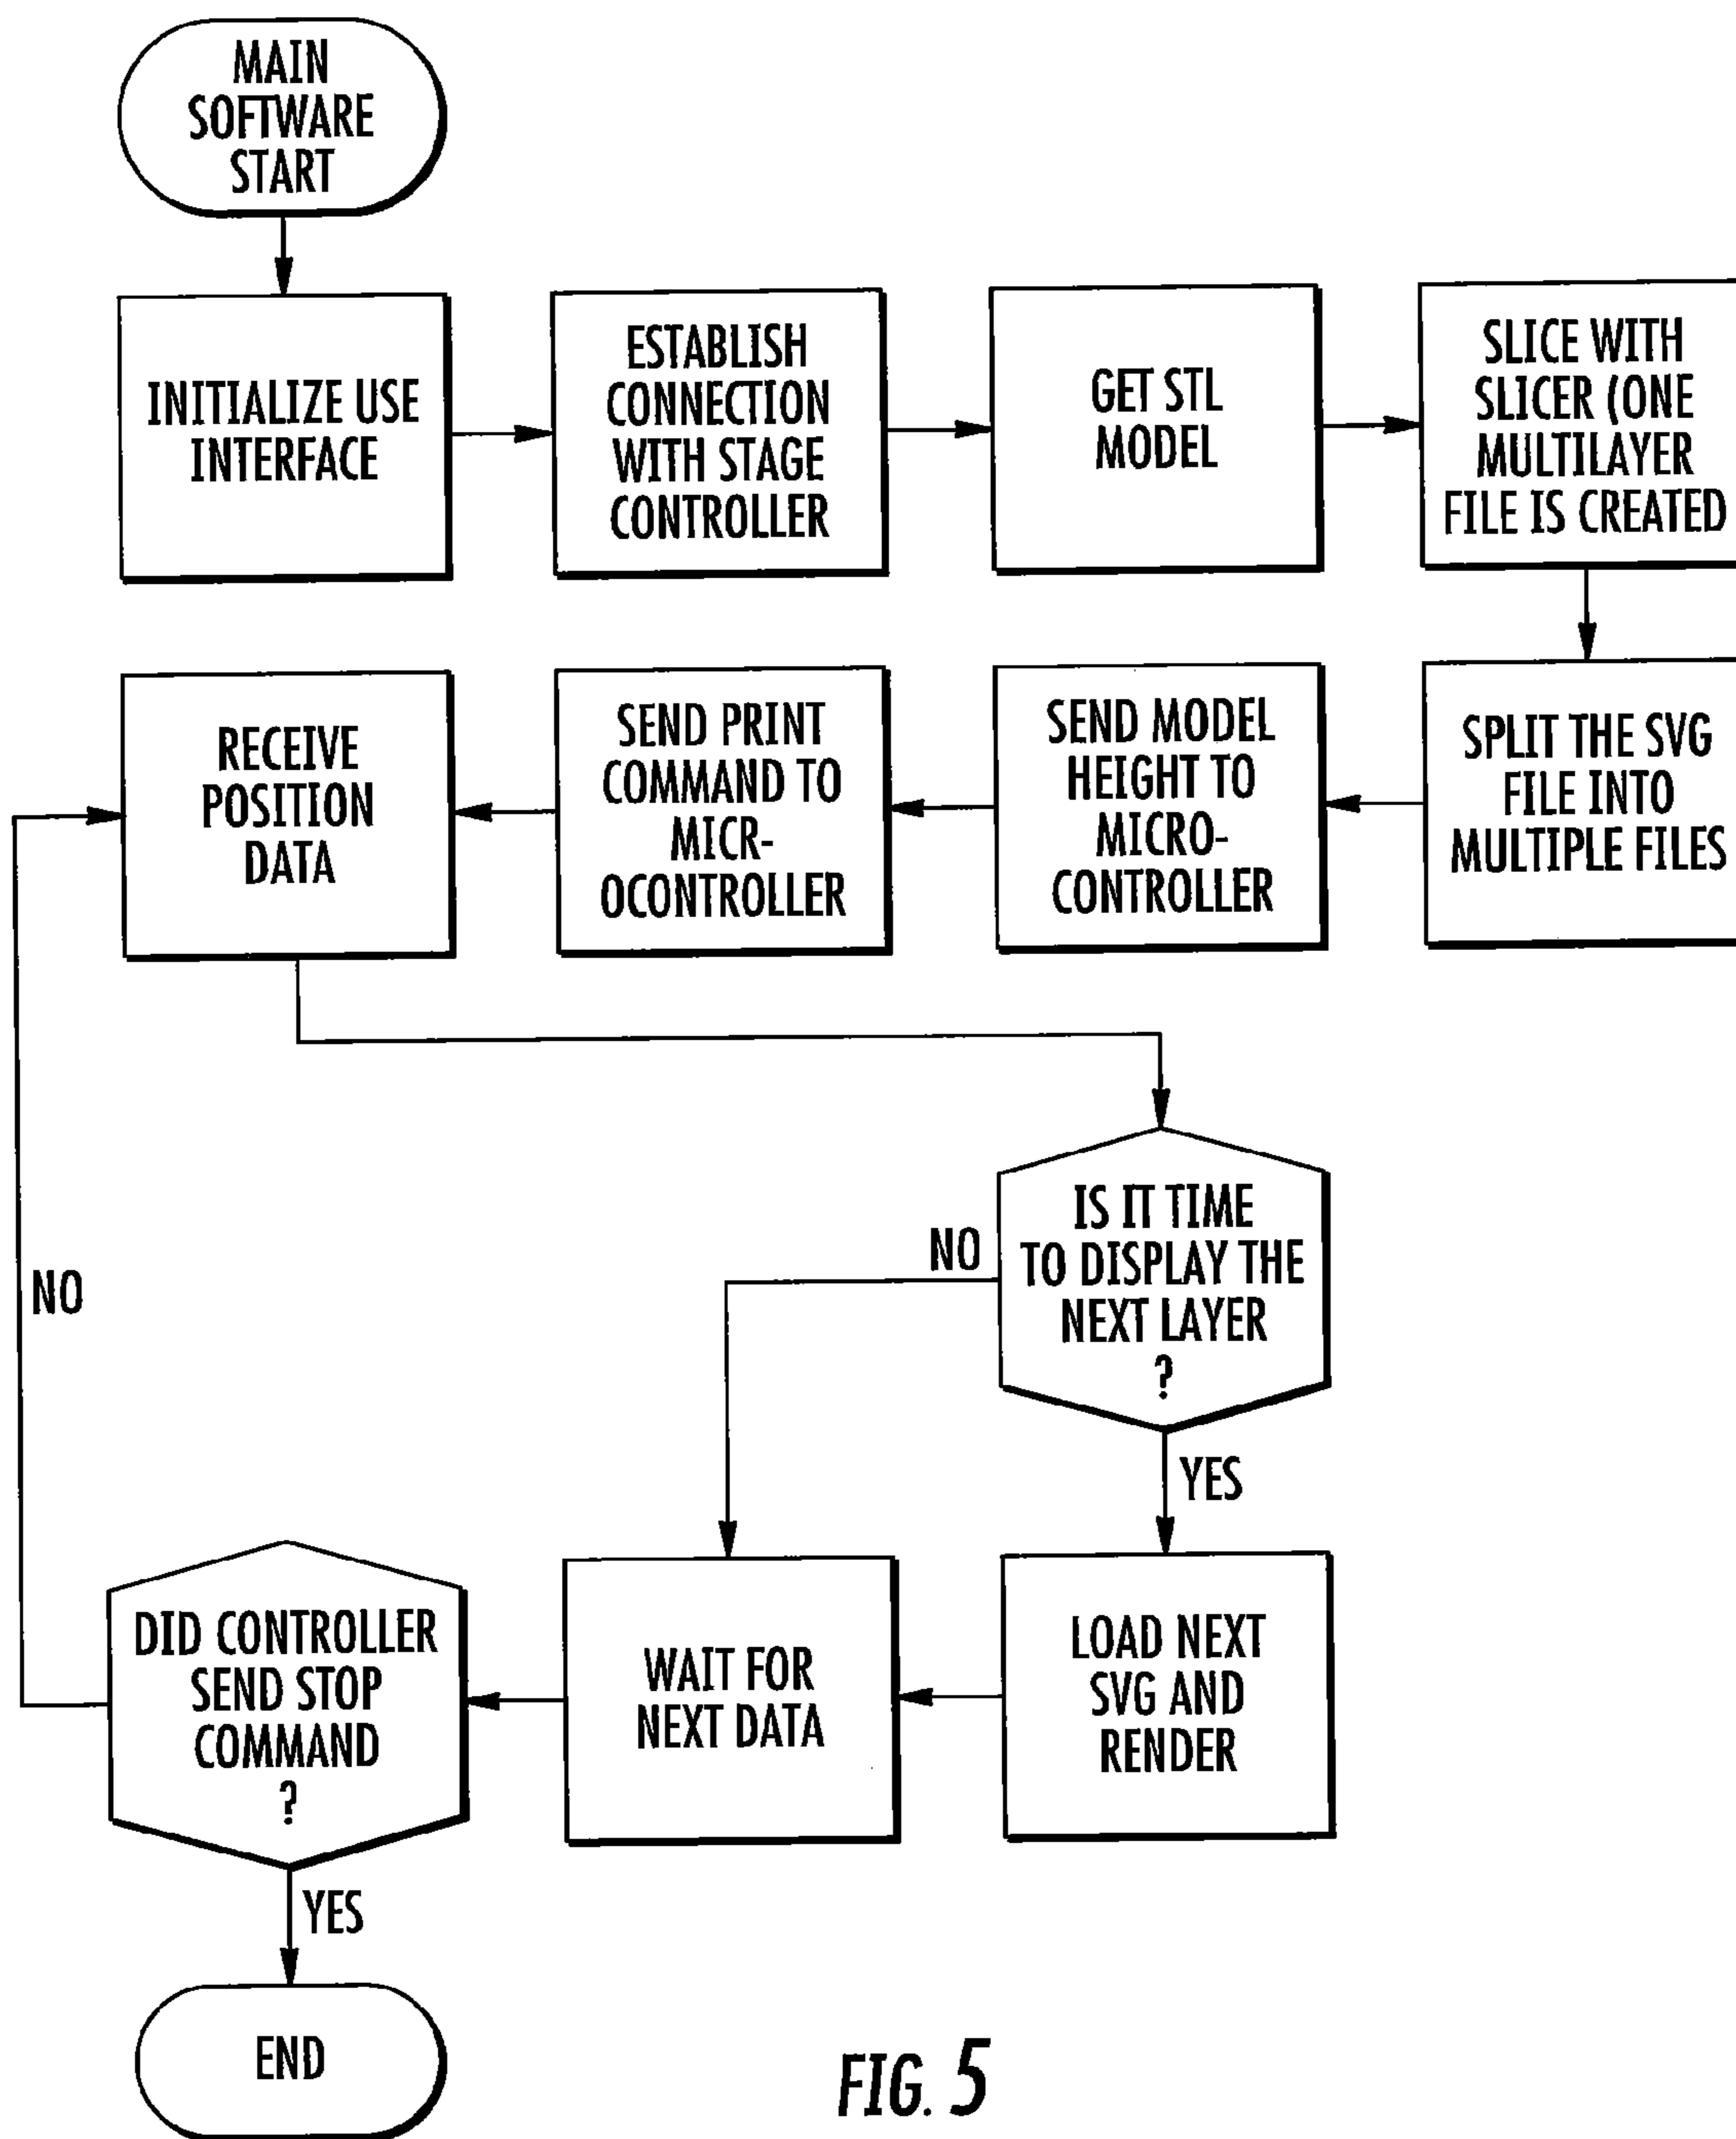 MAIN
SOFTWARE
START
INITIALIZE USE
INTERFACE
ESTABLISH
CONNECTION
WITH STAGE
CONTROLLER
GET STL
MODEL
SLICE WITH
SLICER (ONE
MULTILAYER
FILE IS CREATED
SPLIT THE SVG
FILE INTO
MULTIPLE FILES
SEND MODEL
HEIGHT TO
MICRO-
CONTROLLER
SEND PRINT
COMMAND TO
MICR-
OCONTROLLER
RECEIVE
POSITION
DATA
IS IT TIME
TO DISPLAY THE
NEXT LAYER
?
NO
YES
LOAD NEXT
SVG AND
RENDER
WAIT FOR
NEXT DATA
DID CONTROLLER
SEND STOP
COMMAND
?
NO
YES
END
FIG. 5